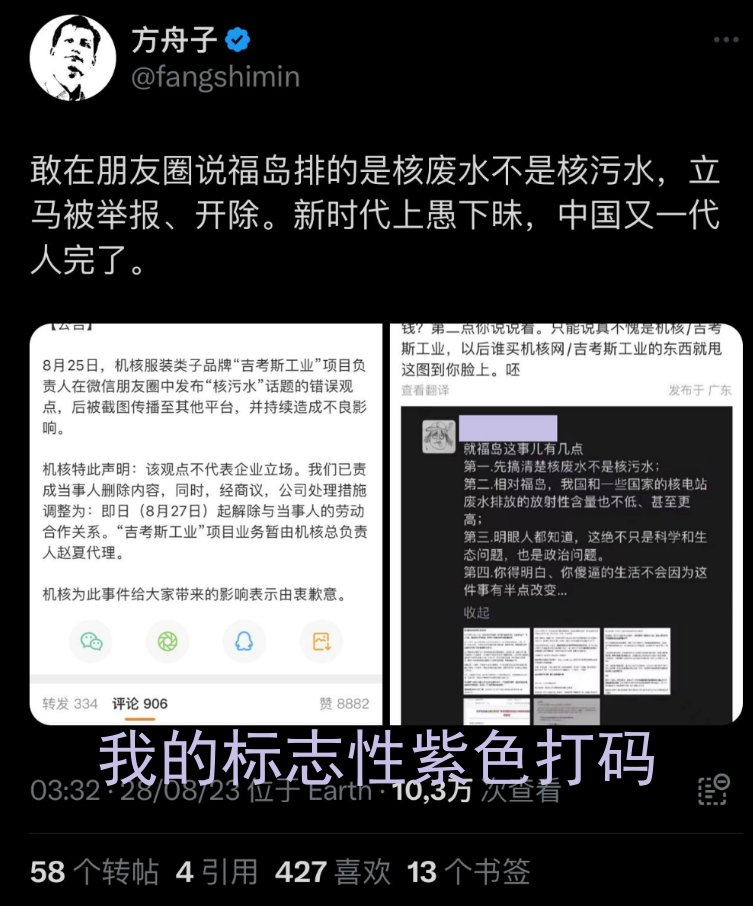 方舟子
@fangshimin
敢在朋友圈说福岛排的是核废水不是核污水，立
马被举报、开除。新时代上愚下昧，中国又一代
人完了。
【公告】
8月25日，机核服装类子品牌“吉考斯工业”项目负
责人在微信朋友圈中发布“核污水”话题的错误观
点，后被截图传播至其他平台，并持续造成不良影
响。
机核特此声明：该观点不代表企业立场。我们已责
成当事人删除内容，同时，经商议，公司处理措施
调整为：即日（8月27日）起解除与当事人的劳动
合作关系。“吉考斯工业”项目业务暂由机核总负责
人赵夏代理。
机核为此事件给大家带来的影响表示由衷歉意。
转发 334 评论 906 赞 8882
钱？第二点你说说看。只能说真不愧是机核/吉考
斯工业，以后谁买机核网/吉考斯工业的东西就甩
这图到你脸上。呸
查看翻译 发布于 广东
就福岛这事儿有几点
第一.先搞清楚核废水不是核污水；
第二.相对福岛，我国和一些国家的核电站
废水排放的放射性含量也不低、甚至更
高；
第三.明眼人都知道，这绝不只是科学和生
态问题，也是政治问题。
第四.你得明白、你傻逼的生活不会因为这
件事有半点改变...
收起
我的标志性紫色打码
03:32 · 28/08/23 位于 Earth · 10,3万 次查看
58 个转帖 4 引用 427 喜欢 13 个书签